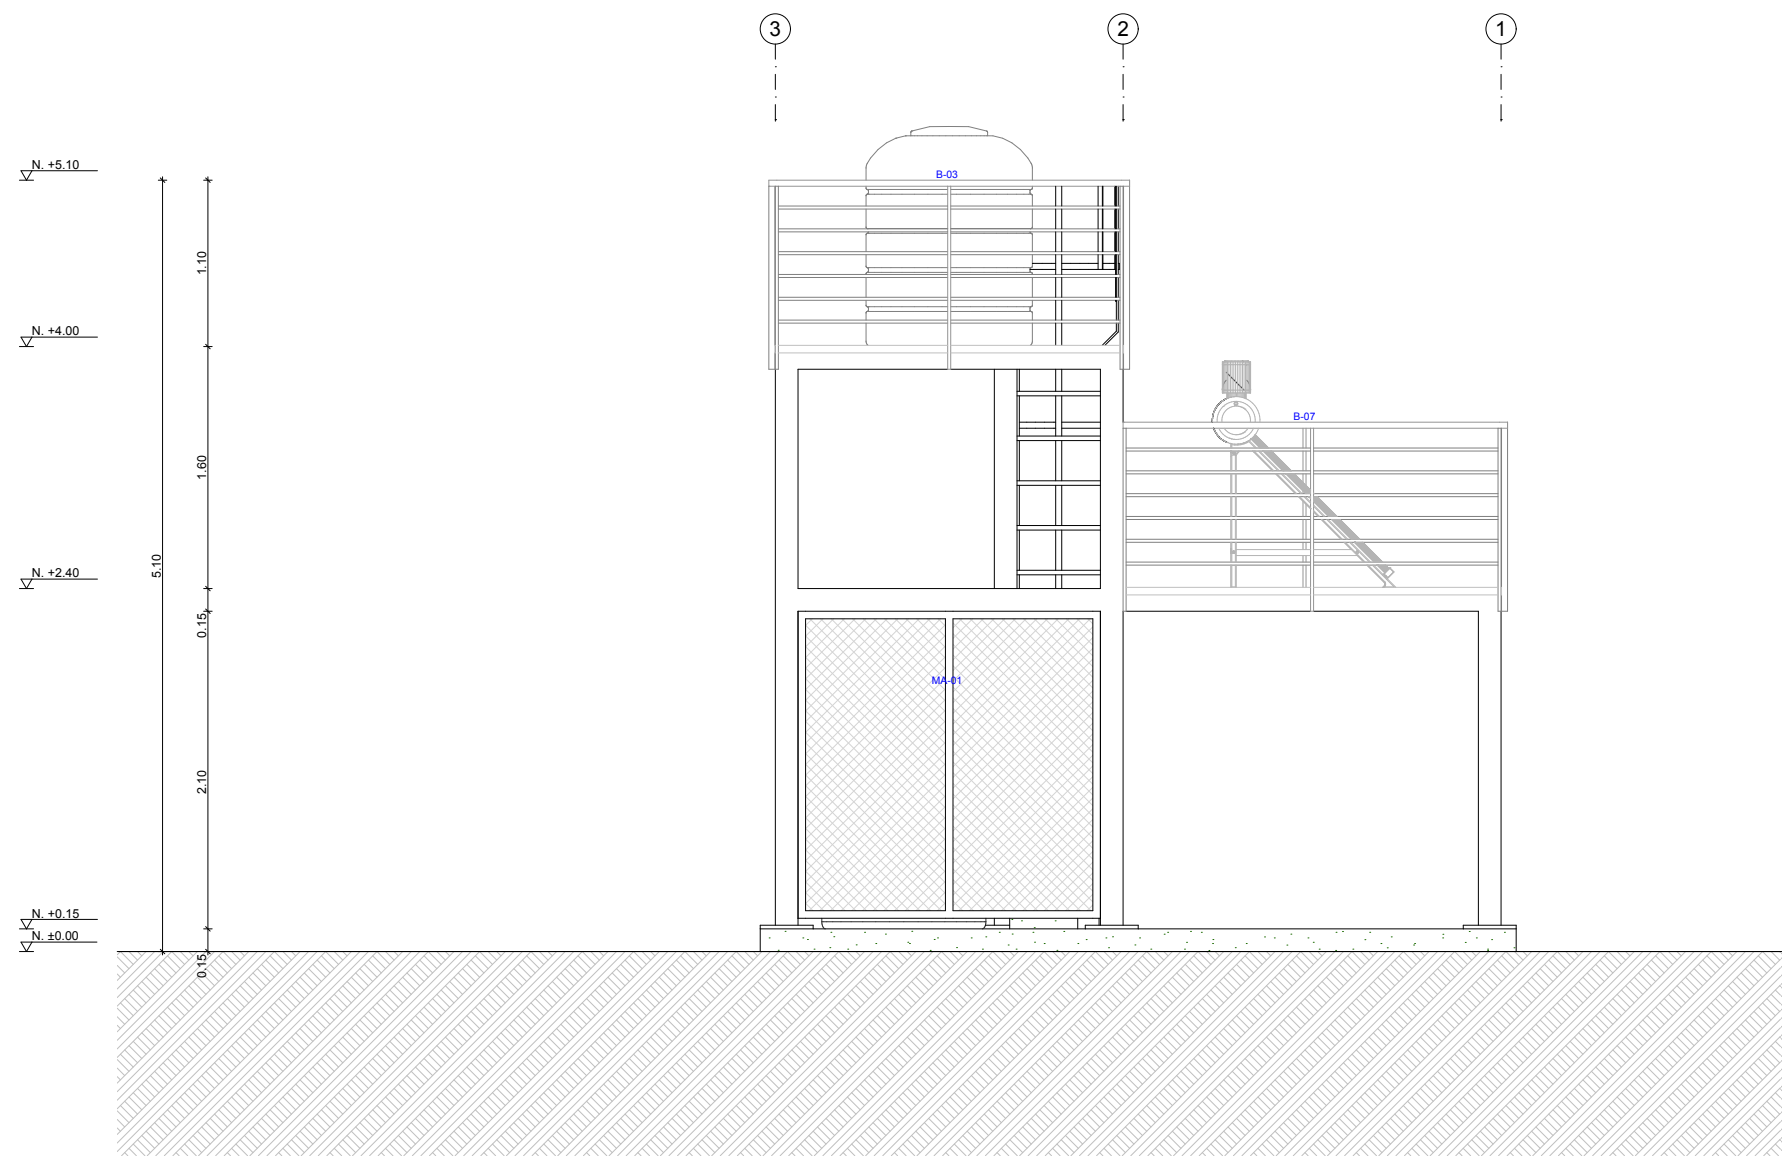 3
2
1
N. +5.10
B-03
1.10
N. +4.00
B-07
1.60
5.10
N. +2.40
0.15
MA-01
2.10
N. +0.15
N. ±0.00
0.15